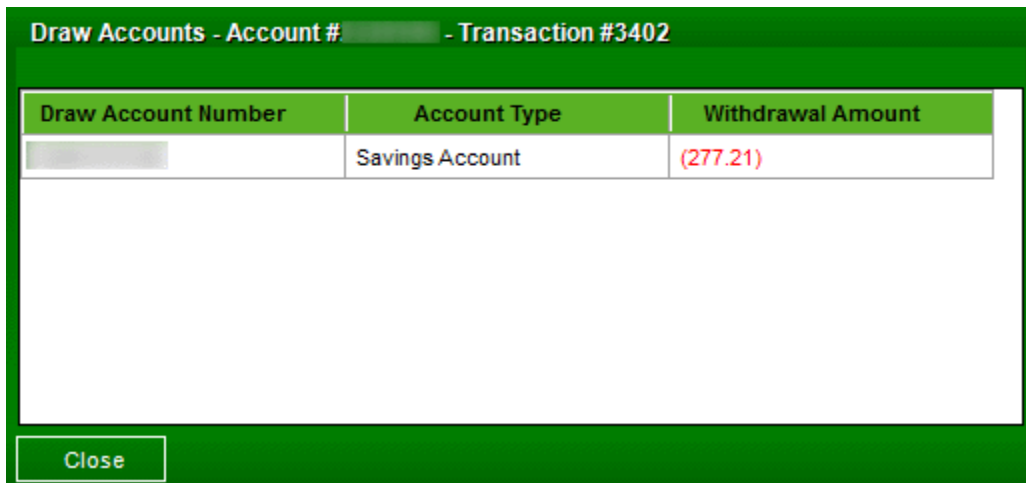 Draw Accounts - Account # - Transaction #3402
Draw Account Number Account Type Withdrawal Amount
Savings Account (277.21)
Close